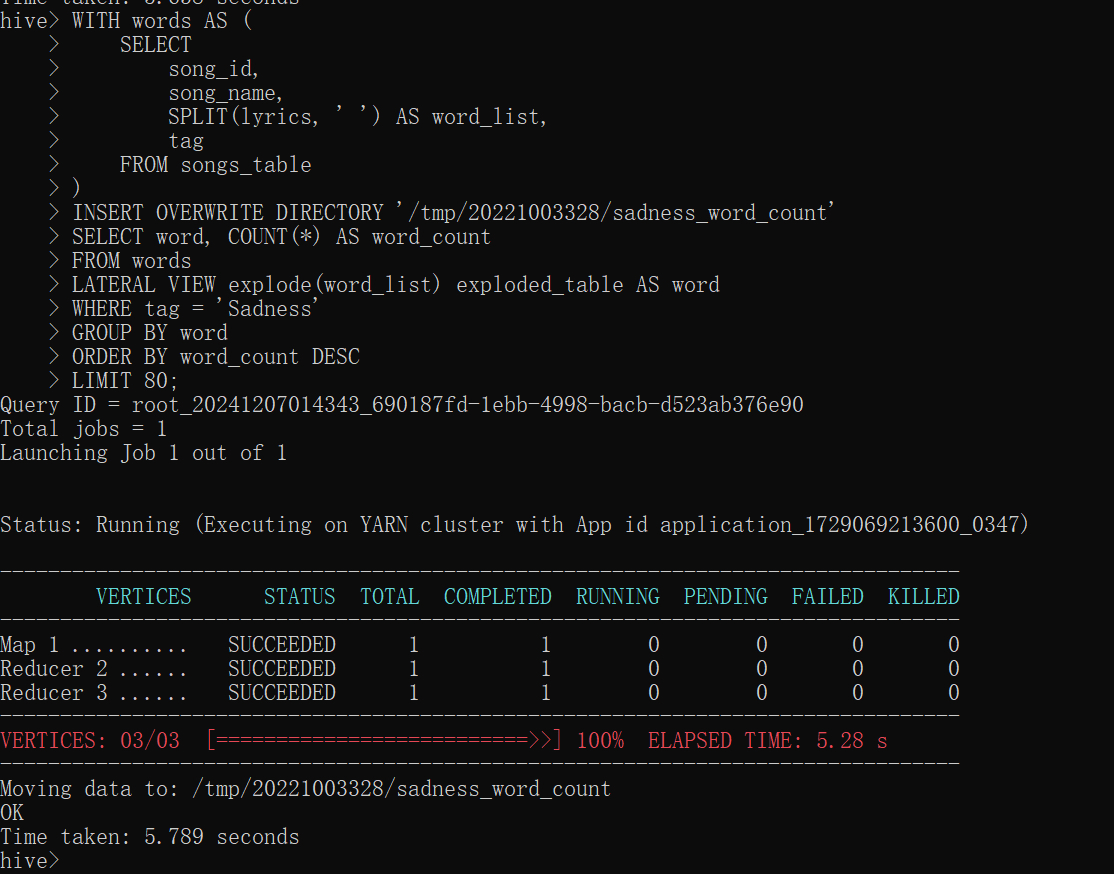 Time taken: 5.638 seconds
hive> WITH words AS (
    >     SELECT
    >         song_id,
    >         song_name,
    >         SPLIT(lyrics, ' ') AS word_list,
    >         tag
    >     FROM songs_table
    > )
    > INSERT OVERWRITE DIRECTORY '/tmp/20221003328/sadness_word_count'
    > SELECT word, COUNT(*) AS word_count
    > FROM words
    > LATERAL VIEW explode(word_list) exploded_table AS word
    > WHERE tag = 'Sadness'
    > GROUP BY word
    > ORDER BY word_count DESC
    > LIMIT 80;
Query ID = root_20241207014343_690187fd-1ebb-4998-bacb-d523ab376e90
Total jobs = 1
Launching Job 1 out of 1
Status: Running (Executing on YARN cluster with App id application_1729069213600_0347)
--------------------------------------------------------------------------------
        VERTICES      STATUS  TOTAL  COMPLETED  RUNNING  PENDING  FAILED  KILLED
--------------------------------------------------------------------------------
Map 1 ..........   SUCCEEDED      1          1        0        0       0       0
Reducer 2 ......   SUCCEEDED      1          1        0        0       0       0
Reducer 3 ......   SUCCEEDED      1          1        0        0       0       0
--------------------------------------------------------------------------------
VERTICES: 03/03  [==========================>>] 100%  ELAPSED TIME: 5.28 s
--------------------------------------------------------------------------------
Moving data to: /tmp/20221003328/sadness_word_count
OK
Time taken: 5.789 seconds
hive>